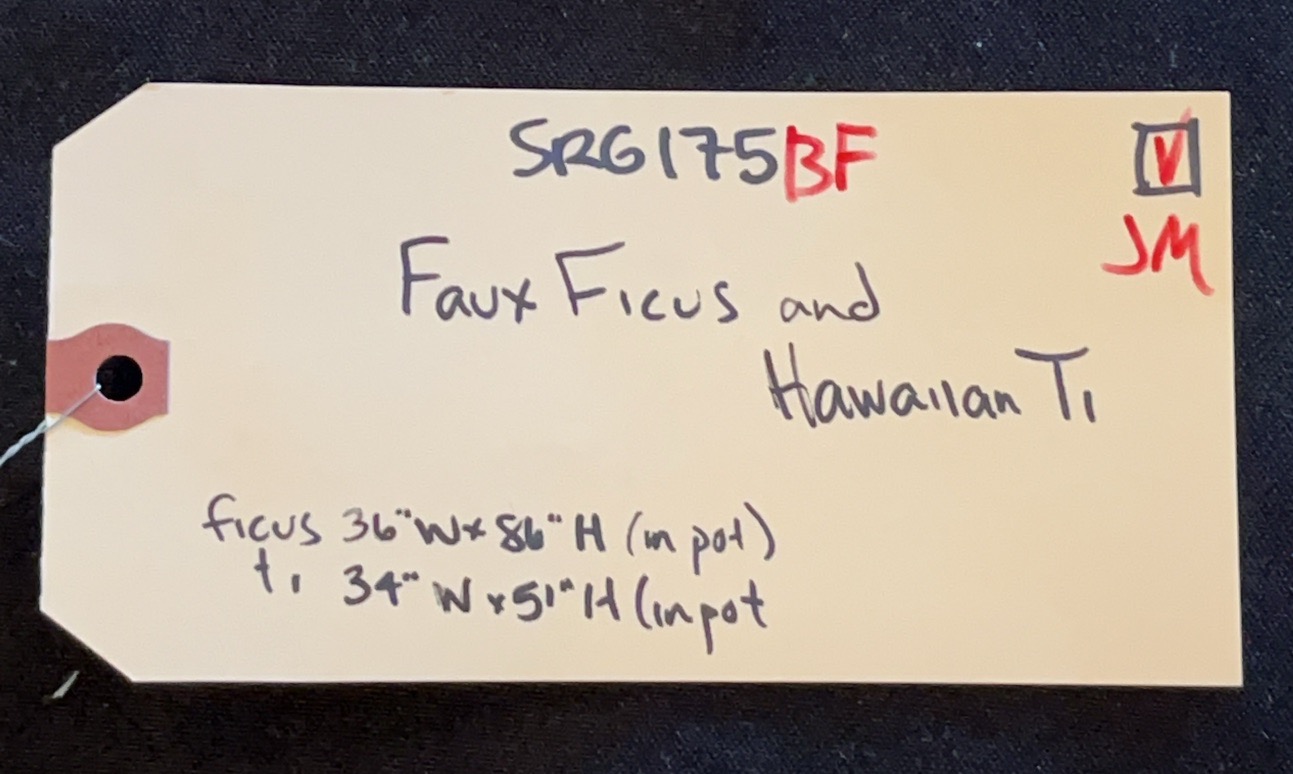 SRG175BF
JM
Faux Ficus and
Hawaiian Ti
ficus 36"W x 86"H (in pot)
ti 34"W x 51"H (in pot